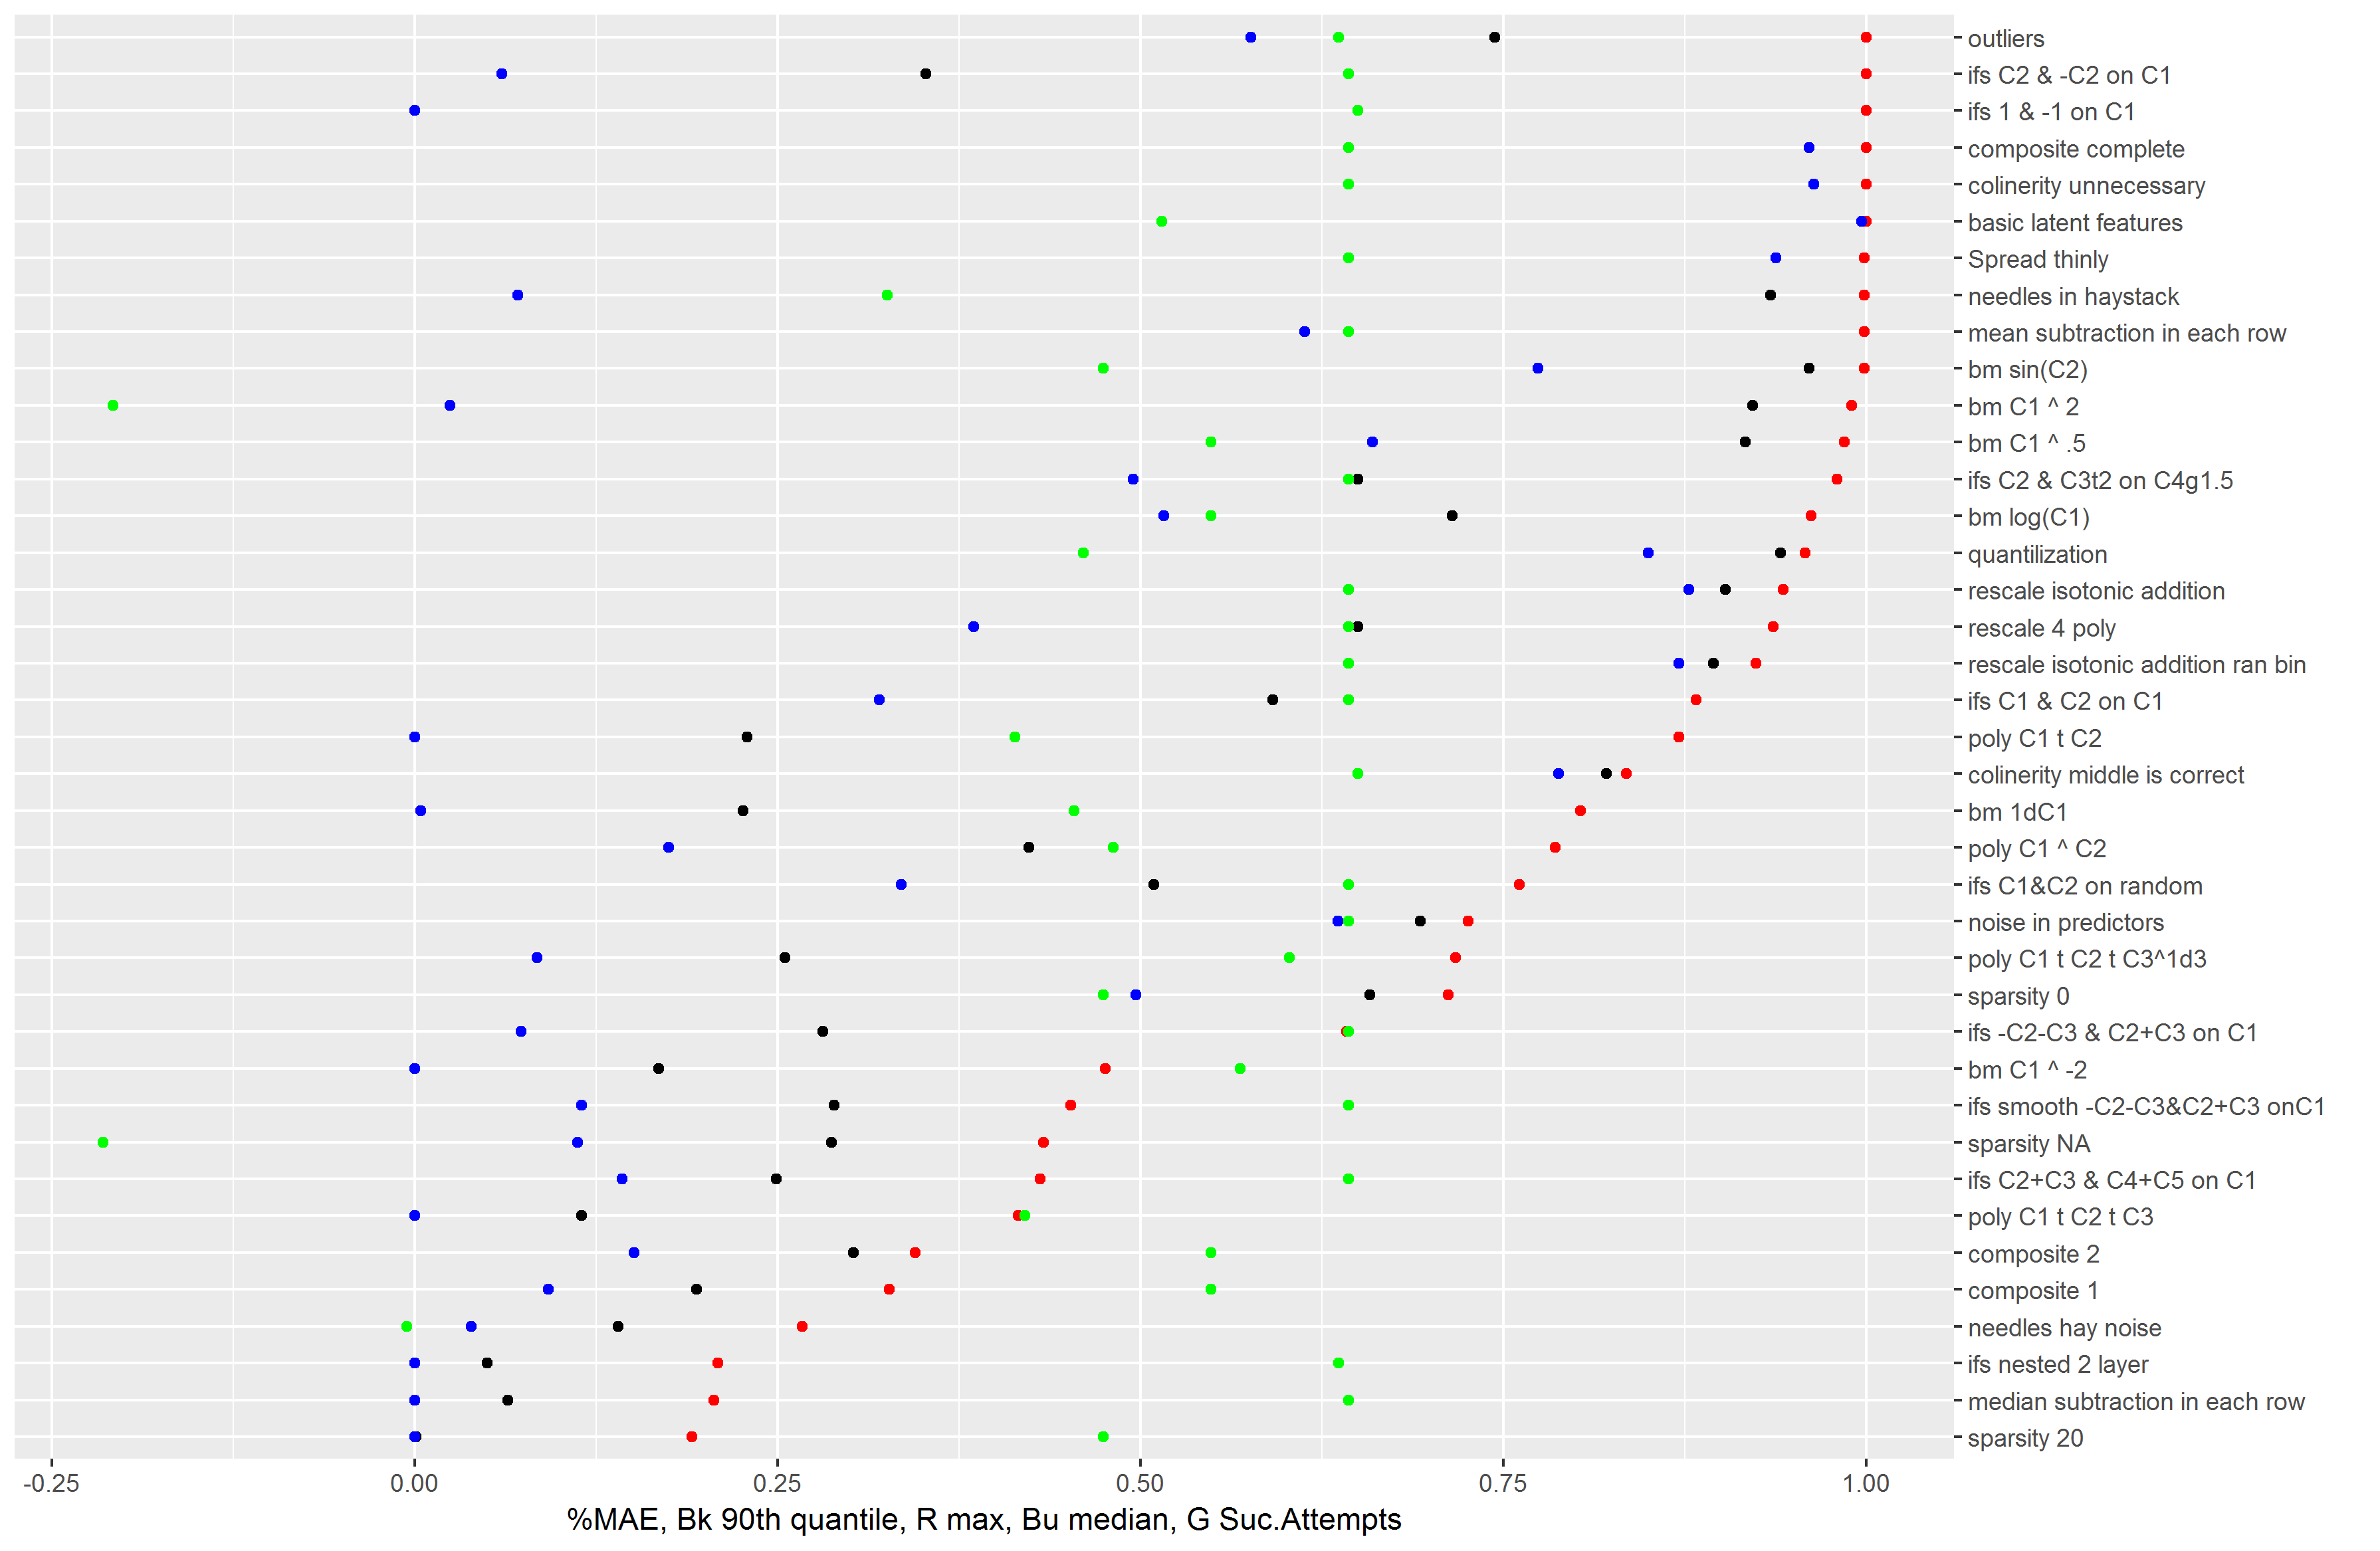 outliers
ifs C2 & -C2 on C1
ifs 1 & -1 on C1
composite complete
colinerity unnecessary
basic latent features
Spread thinly
needles in haystack
mean subtraction in each row
bm sin(C2)
bm C1 ^ 2
bm C1 ^ .5
ifs C2 & C3t2 on C4g1.5
bm log(C1)
quantilization
rescale isotonic addition
rescale 4 poly
rescale isotonic addition ran bin
ifs C1 & C2 on C1
poly C1 t C2
colinerity middle is correct
bm 1dC1
poly C1 ^ C2
ifs C1&C2 on random
noise in predictors
poly C1 t C2 t C3^1d3
sparsity 0
ifs -C2-C3 & C2+C3 on C1
bm C1 ^ -2
ifs smooth -C2-C3&C2+C3 onC1
sparsity NA
ifs C2+C3 & C4+C5 on C1
poly C1 t C2 t C3
composite 2
composite 1
needles hay noise
ifs nested 2 layer
median subtraction in each row
sparsity 20
-0.25 0.00 0.25 0.50 0.75 1.00
%MAE, Bk 90th quantile, R max, Bu median, G Suc.Attempts